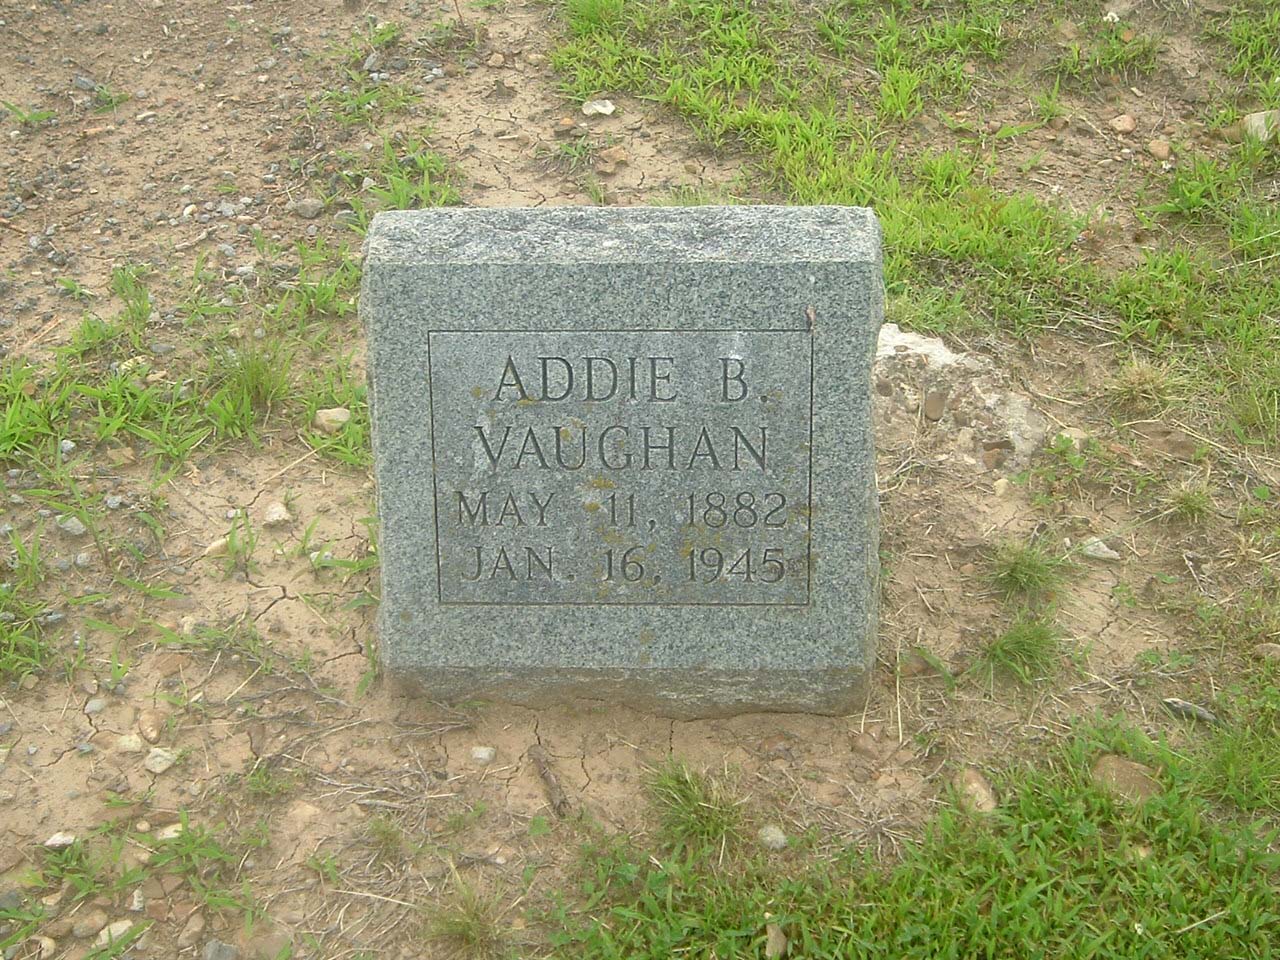 ADDIE B.
VAUGHAN
MAY 11, 1882
JAN. 16, 1945